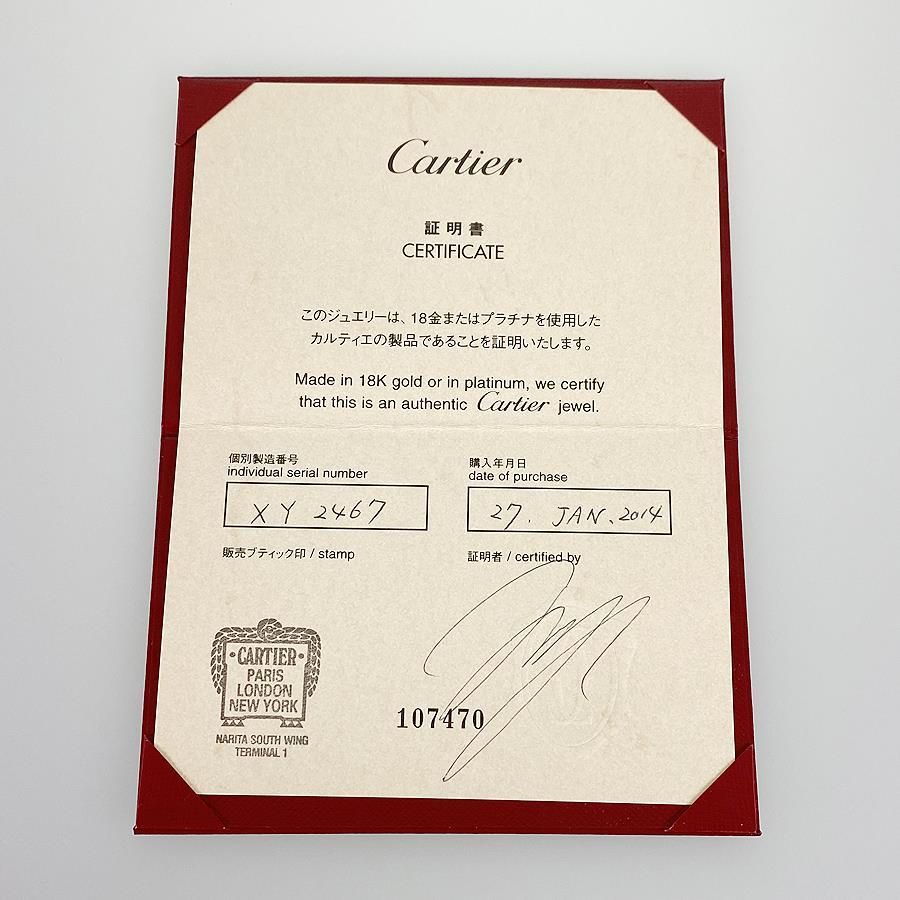 Cartier
証明書
CERTIFICATE
このジュエリーは、18金またはプラチナを使用した
カルティエの製品であることを証明いたします。
Made in 18K gold or in platinum, we certify
that this is an authentic Cartier jewel.
個別製造番号
individual serial number
XY 2467
購入年月日
date of purchase
27. JAN. 2014
販売ブティック印 / stamp
証明者 / certified by
CARTIER
PARIS
LONDON
NEW YORK
NARITA SOUTH WING
TERMINAL 1
107470